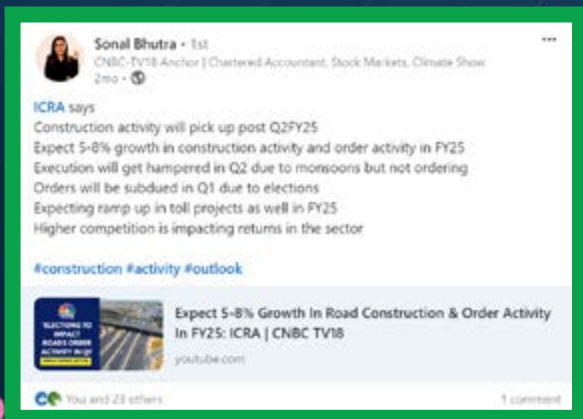 Sonal Bhutra • 1st
CNBC-TV18 Anchor | Chartered Accountant, Stock Markets, Climate Show
2mo •
ICRA says
Construction activity will pick up post Q2FY25
Expect 5-8% growth in construction activity and order activity in FY25
Execution will get hampered in Q2 due to monsoons but not ordering
Orders will be subdued in Q1 due to elections
Expecting ramp up in toll projects as well in FY25
Higher competition is impacting returns in the sector
#construction #activity #outlook
'ELECTIONS TO
IMPACT
ROADS ORDER
ACTIVITY IN Q1'
Expect 5-8% Growth In Road Construction & Order Activity
In FY25: ICRA | CNBC TV18
youtube.com
You and 23 others
1 comment